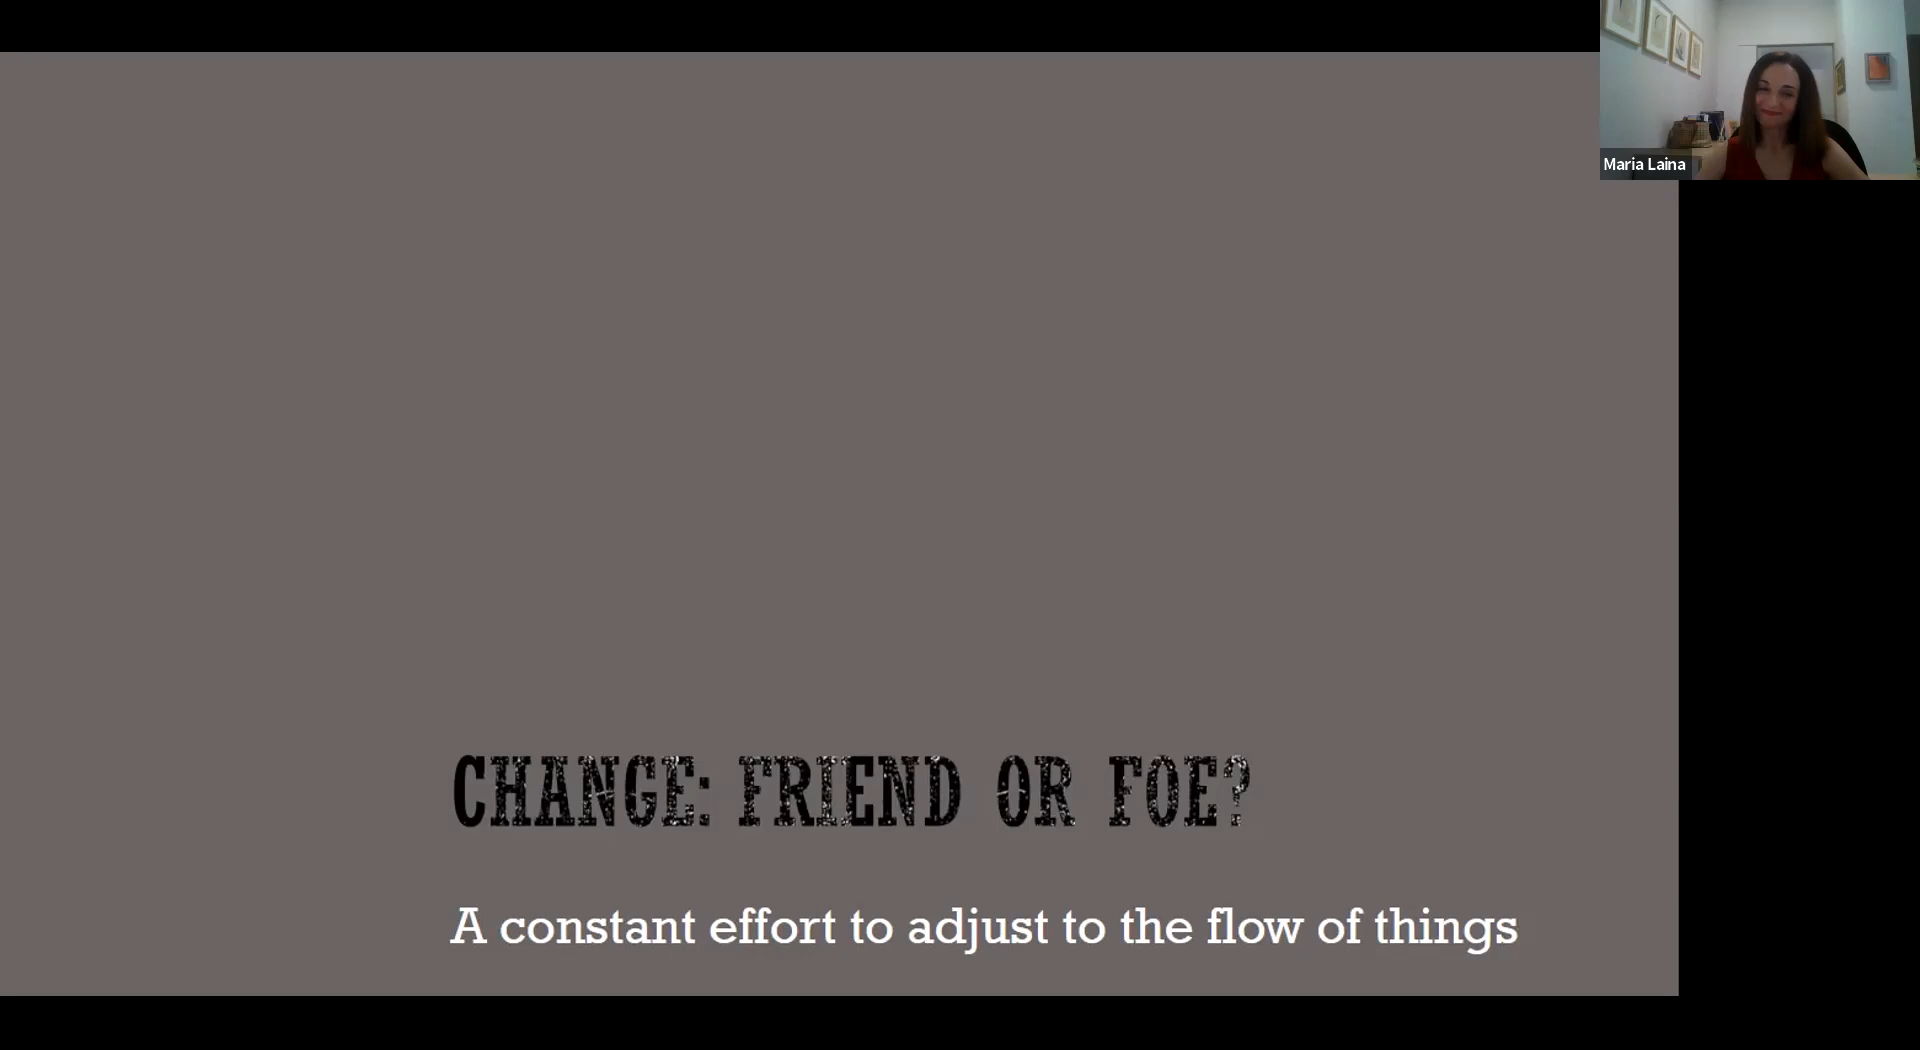 Maria Laina
CHANGE: FRIEND OR FOE?
A constant effort to adjust to the flow of things